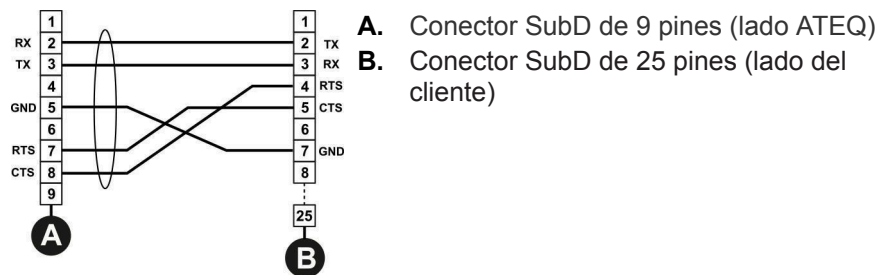 1
RX 2
TX 3
4
GND 5
6
RTS 7
CTS 8
9
A
1
2 TX
3 RX
4 RTS
5 CTS
6
7 GND
8
25
B
A. Conector SubD de 9 pines (lado ATEQ)
B. Conector SubD de 25 pines (lado del
cliente)